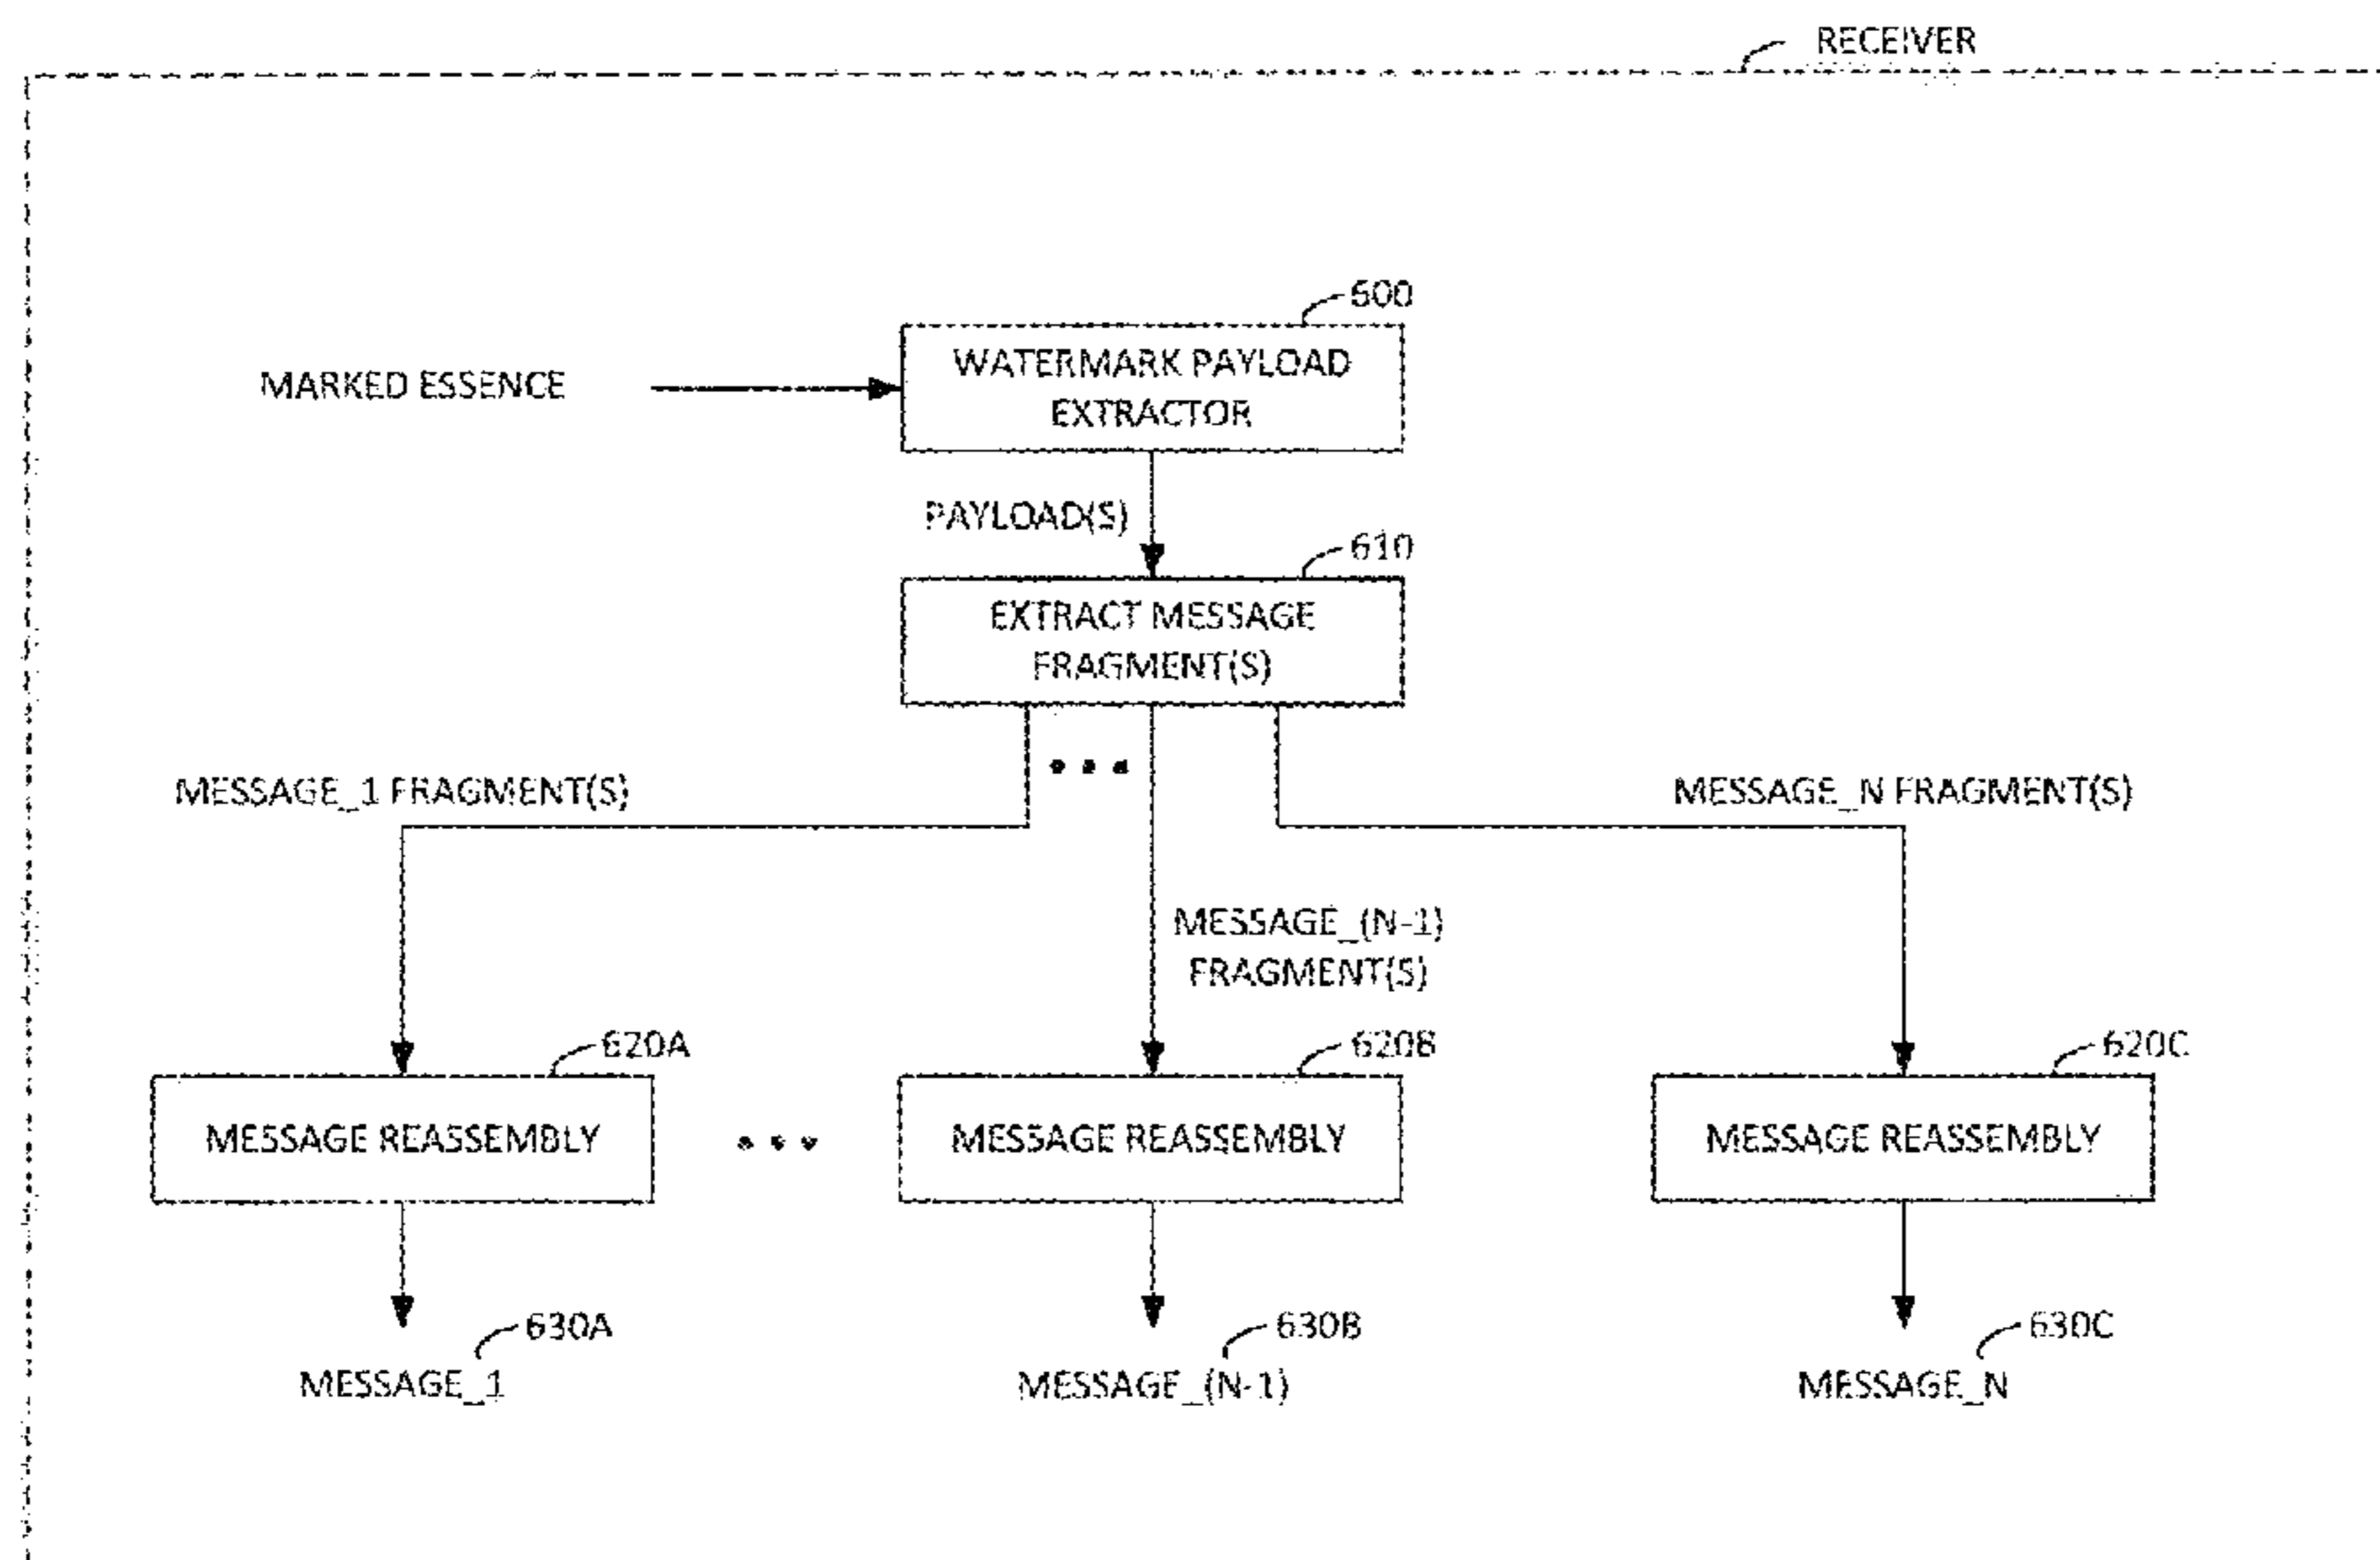 RECEIVER
600
WATERMARK PAYLOAD
EXTRACTOR
MARKED ESSENCE
PAYLOAD(S)
610
EXTRACT MESSAGE
FRAGMENT(S)
MESSAGE_1 FRAGMENT(S)
MESSAGE_N FRAGMENT(S)
MESSAGE_(N-1)
FRAGMENT(S)
620A
620B
620C
MESSAGE REASSEMBLY
MESSAGE REASSEMBLY
MESSAGE REASSEMBLY
630A
630B
630C
MESSAGE_1
MESSAGE_(N-1)
MESSAGE_N